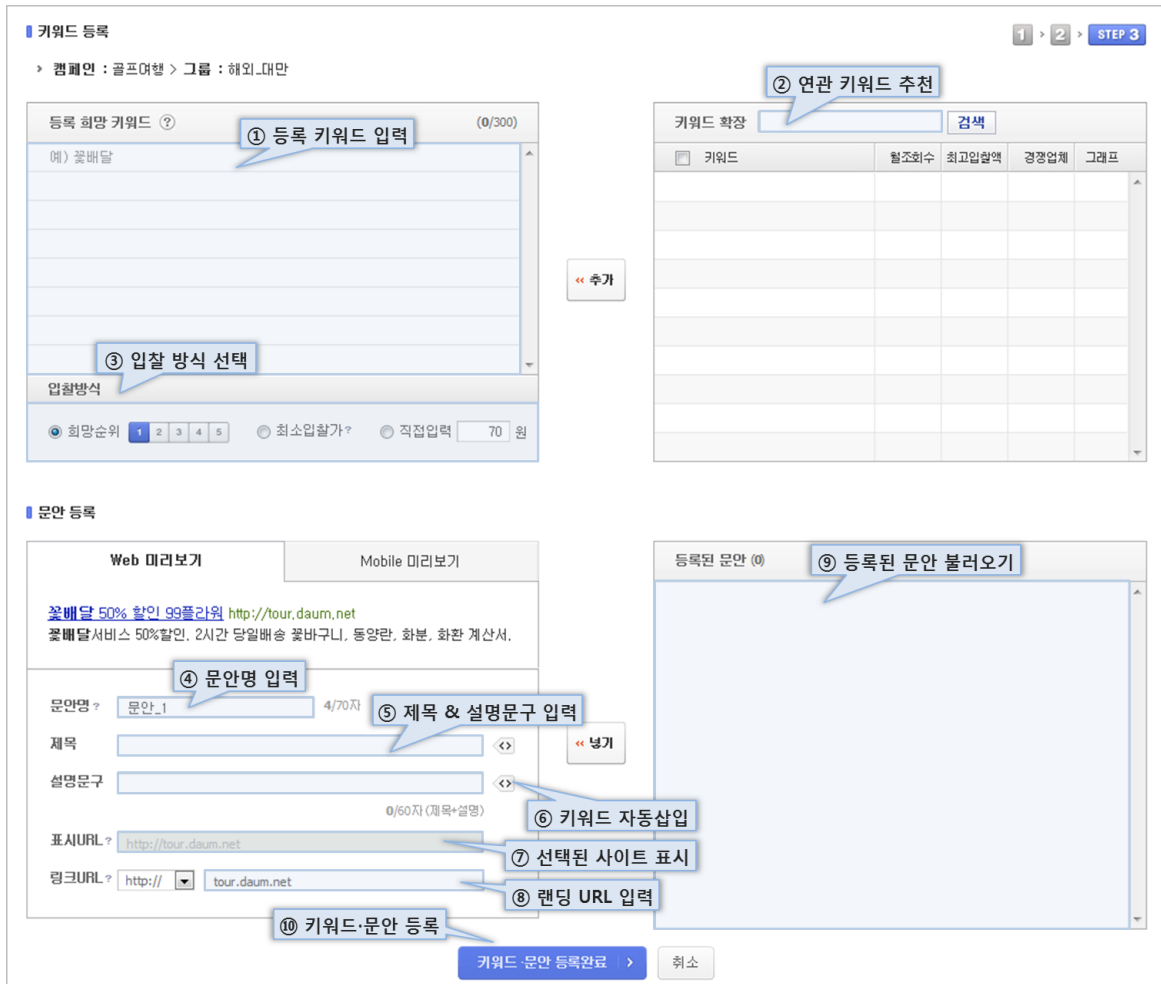 키워드 등록
1 > 2 > STEP 3
> 캠페인 : 골프여행 > 그룹 : 해외_대만
② 연관 키워드 추천
등록 희망 키워드 ? (0/300)
① 등록 키워드 입력
키워드 확장 검색
예) 꽃배달
키워드 월조회수 최고입찰액 경쟁업체 그래프
« 추가
③ 입찰 방식 선택
입찰방식
희망순위 1 2 3 4 5 최소입찰가? 직접입력 70 원
문안 등록
Web 미리보기 Mobile 미리보기
등록된 문안 (0)
⑨ 등록된 문안 불러오기
꽃배달 50% 할인 99플라워 http://tour.daum.net
꽃배달서비스 50%할인. 2시간 당일배송 꽃바구니, 동양란, 화분, 화환 계산서.
④ 문안명 입력
문안명? 문안_1 4/70자
⑤ 제목 & 설명문구 입력
제목 <>
« 넣기
설명문구 <>
0/60자 (제목+설명)
⑥ 키워드 자동삽입
표시URL? http://tour.daum.net
⑦ 선택된 사이트 표시
링크URL? http:// tour.daum.net
⑧ 랜딩 URL 입력
⑩ 키워드·문안 등록
키워드·문안 등록완료 > 취소